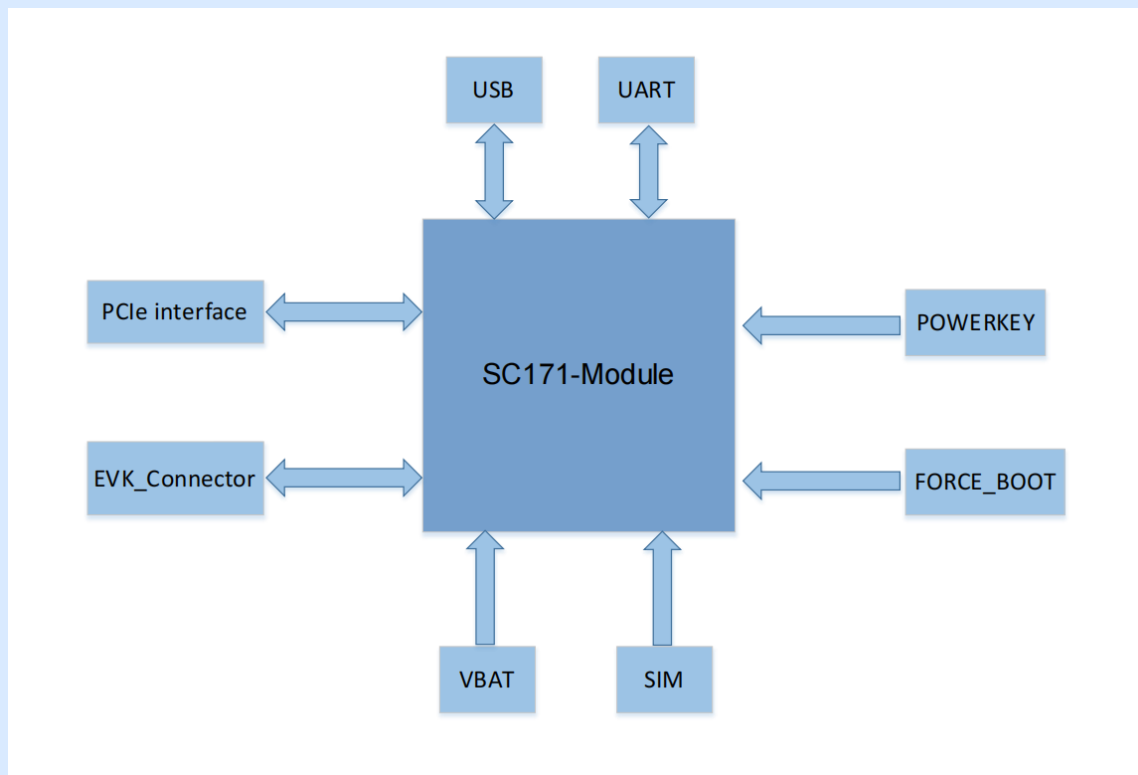 USB
UART
PCIe interface
POWERKEY
SC171-Module
EVK_Connector
FORCE_BOOT
VBAT
SIM